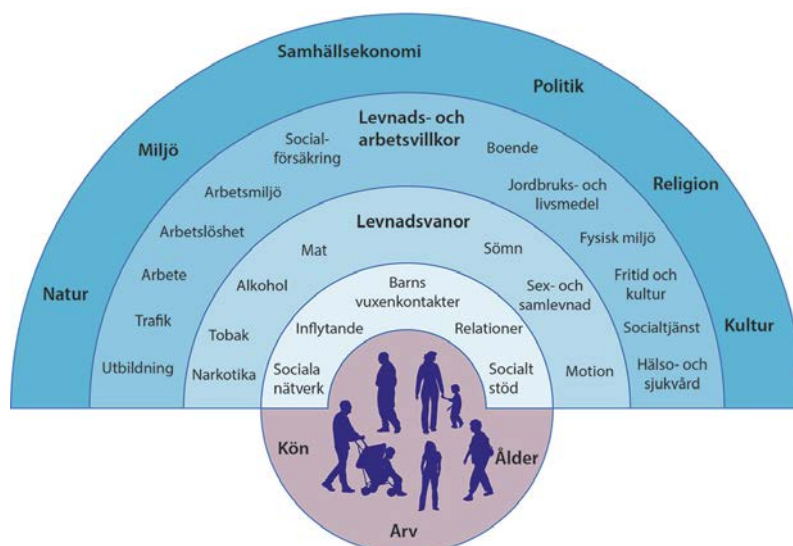 Samhällsekonomi
Politik
Miljö
Religion
Natur
Kultur
Levnads- och
arbetsvillkor
Social-
försäkring
Boende
Arbetsmiljö
Jordbruks- och
livsmedel
Arbetslöshet
Fysisk miljö
Arbete
Fritid och
kultur
Trafik
Socialtjänst
Utbildning
Hälso- och
sjukvård
Levnadsvanor
Mat
Sömn
Alkohol
Sex- och
samlevnad
Tobak
Narkotika
Motion
Barns
vuxenkontakter
Inflytande
Relationer
Sociala
nätverk
Socialt
stöd
Kön
Ålder
Arv